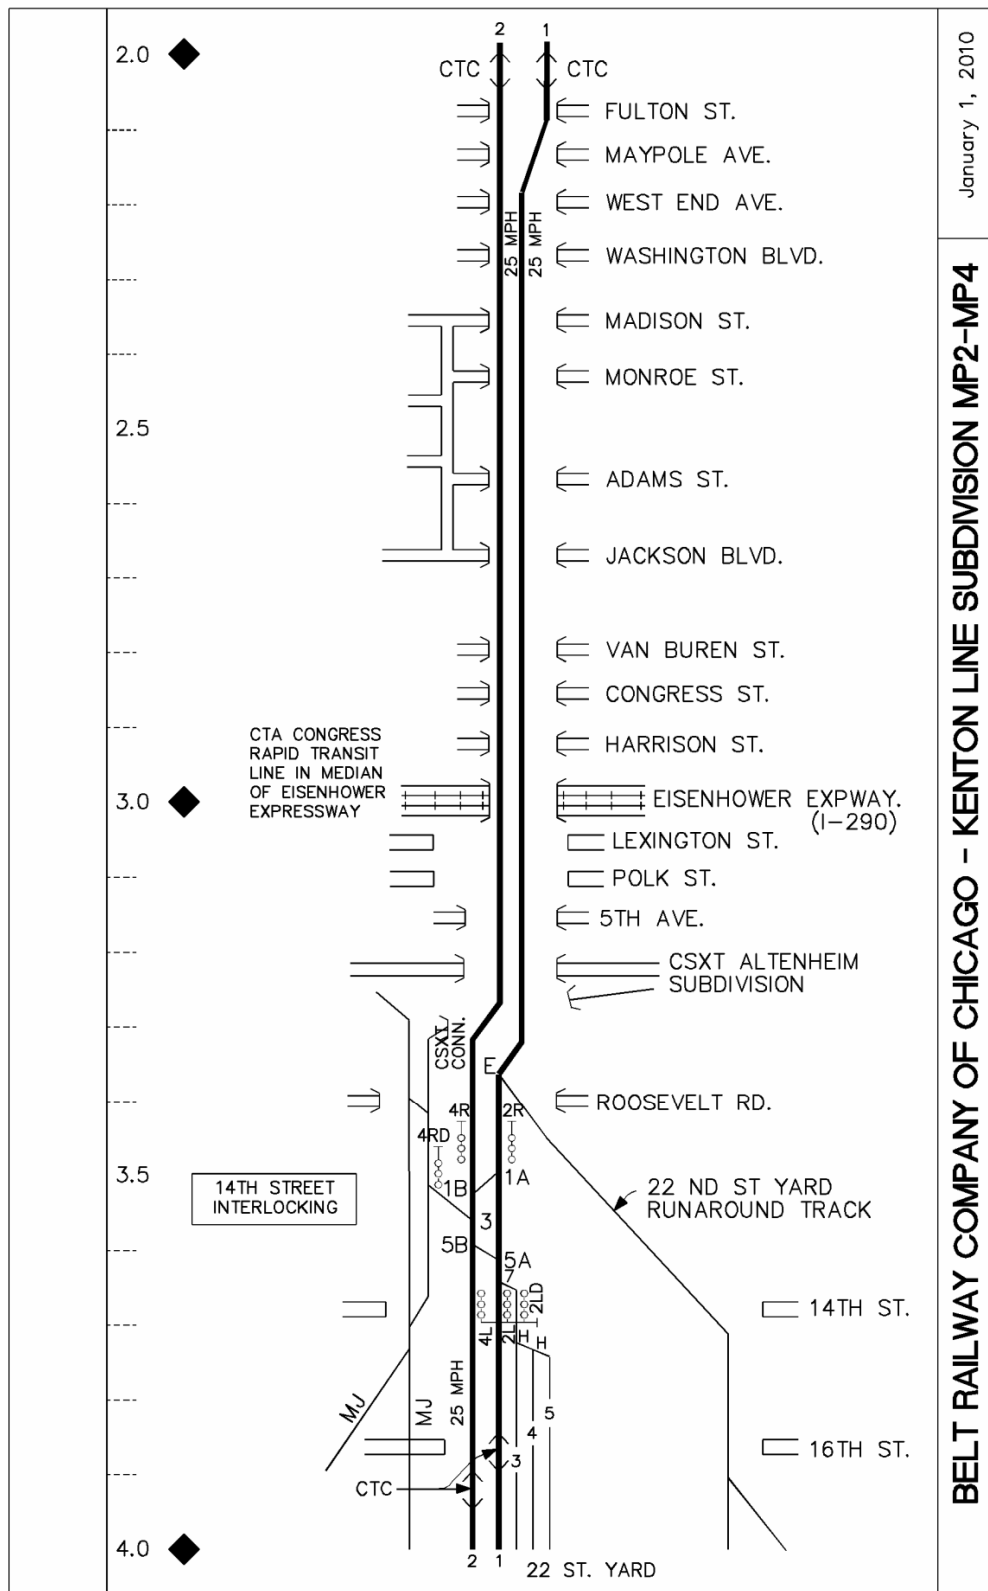 2.0
2
1
CTC
CTC
FULTON ST.
MAYPOLE AVE.
WEST END AVE.
25 MPH
25 MPH
WASHINGTON BLVD.
MADISON ST.
MONROE ST.
2.5
ADAMS ST.
JACKSON BLVD.
VAN BUREN ST.
CONGRESS ST.
HARRISON ST.
CTA CONGRESS
RAPID TRANSIT
LINE IN MEDIAN
OF EISENHOWER
EXPRESSWAY
3.0
EISENHOWER EXPWAY.
(I-290)
LEXINGTON ST.
POLK ST.
5TH AVE.
CSXT ALTENHEIM
SUBDIVISION
CSXT
CONN.
E
ROOSEVELT RD.
4R
2R
4RD
3.5
14TH STREET
INTERLOCKING
1B
1A
22 ND ST YARD
RUNAROUND TRACK
3
5B
5A
7
2LD
4L
2L
H
H
14TH ST.
MJ
MJ
25 MPH
5
4
3
16TH ST.
CTC
4.0
2
1
22 ST. YARD
January 1, 2010
BELT RAILWAY COMPANY OF CHICAGO - KENTON LINE SUBDIVISION MP2-MP4